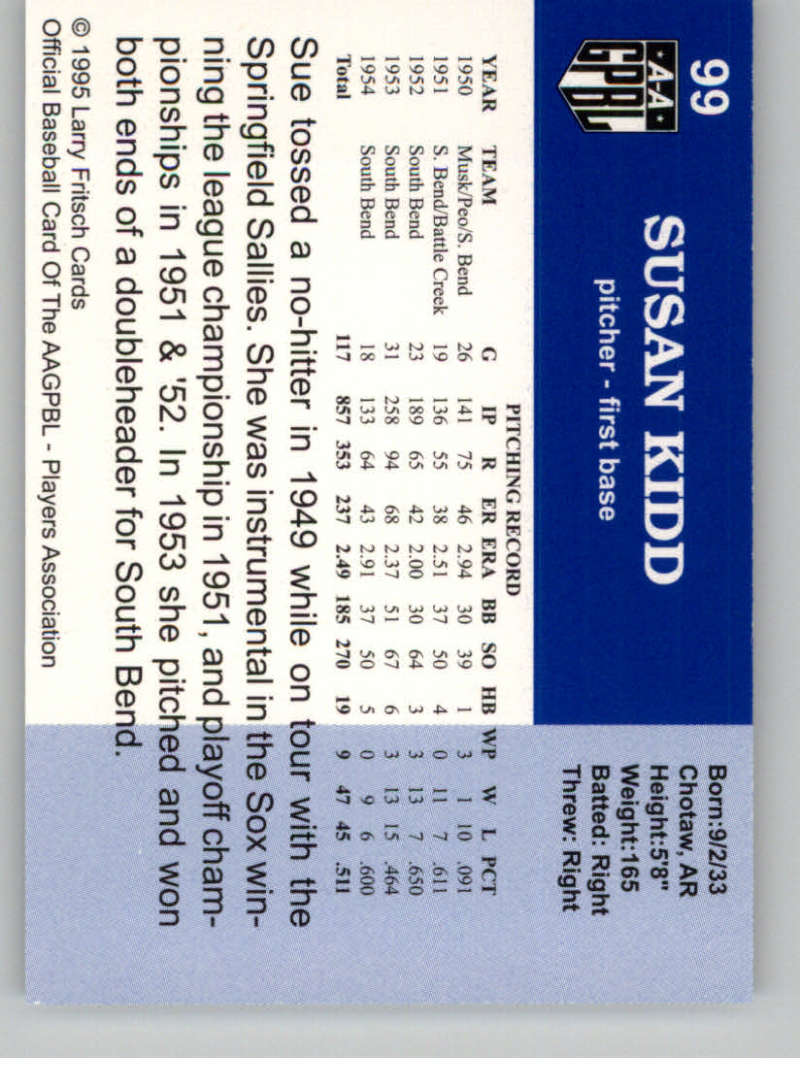 99
A-A
GPBL
SUSAN KIDD
pitcher - first base
Born:9/2/33
Chotaw, AR
Height:5'8"
Weight:165
Batted: Right
Threw: Right
PITCHING RECORD
YEAR TEAM G IP R ER ERA BB SO HB WP W L PCT
1950 Musk/Peo/S. Bend 26 141 75 46 2.94 30 39 1 3 1 10 .091
1951 S. Bend/Battle Creek 19 136 55 38 2.51 37 50 4 0 11 7 .611
1952 South Bend 23 189 65 42 2.00 30 64 3 3 13 7 .650
1953 South Bend 31 258 94 68 2.37 51 67 6 3 13 15 .464
1954 South Bend 18 133 64 43 2.91 37 50 5 0 9 6 .600
Total 117 857 353 237 2.49 185 270 19 9 47 45 .511
Sue tossed a no-hitter in 1949 while on tour with the
Springfield Sallies. She was instrumental in the Sox win-
ning the league championship in 1951, and playoff cham-
pionships in 1951 & '52. In 1953 she pitched and won
both ends of a doubleheader for South Bend.
© 1995 Larry Fritsch Cards
Official Baseball Card Of The AAGPBL - Players Association